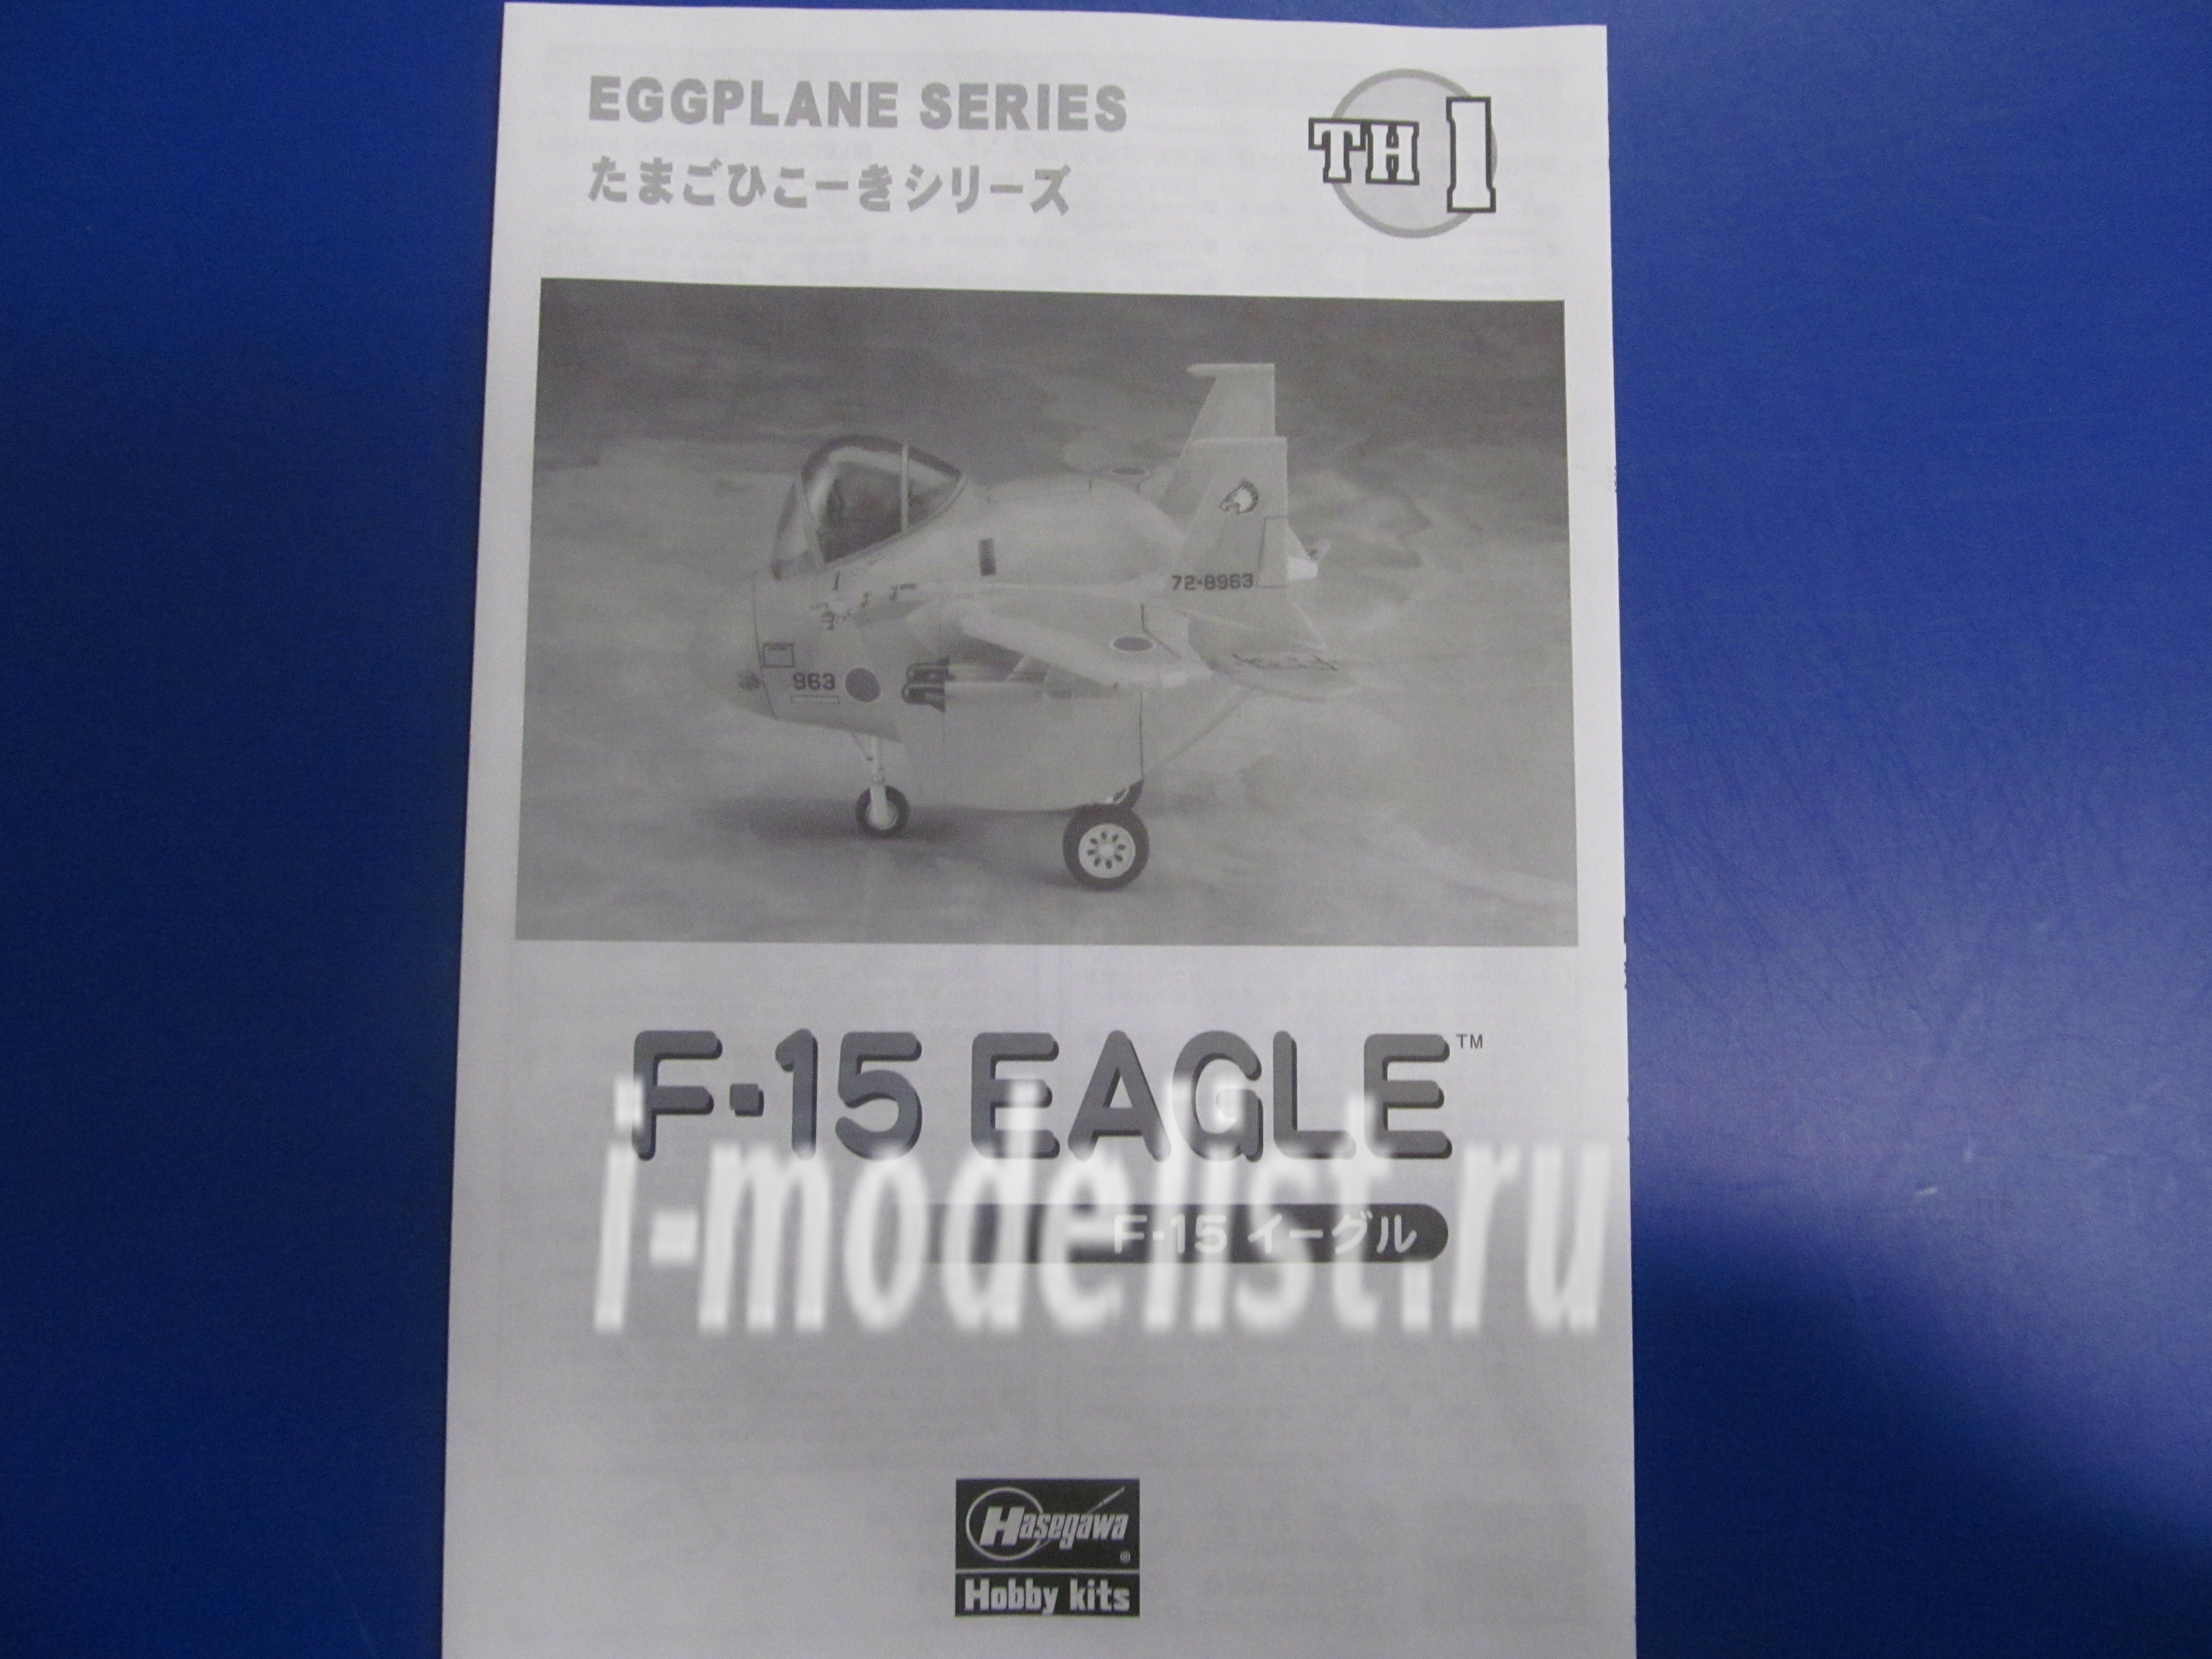 EGGPLANE SERIES
たまごひこーきシリーズ
TH 1
72-8963
963
F-15 EAGLE™
i-modelist.ru
F-15 イーグル
Hasegawa®
Hobby kits